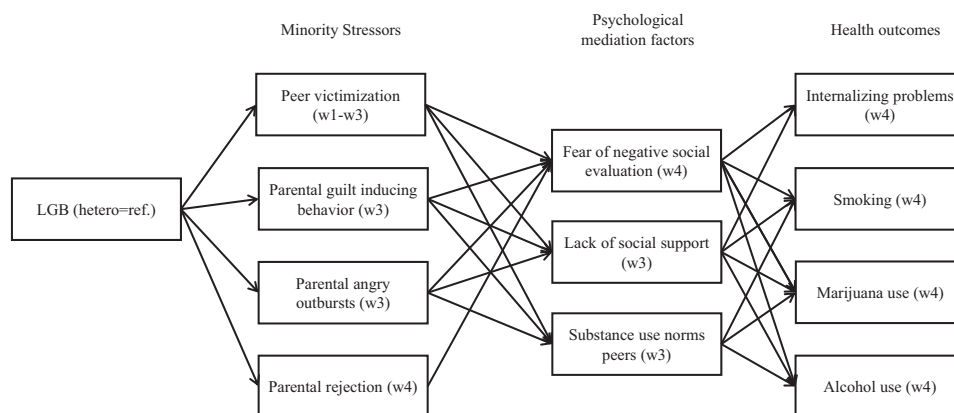 Minority Stressors
Psychological
mediation factors
Health outcomes
Peer victimization
(w1-w3)
Internalizing problems
(w4)
Fear of negative social
evaluation (w4)
LGB (hetero=ref.)
Parental guilt inducing
behavior (w3)
Smoking (w4)
Lack of social support
(w3)
Parental angry
outbursts (w3)
Marijuana use (w4)
Substance use norms
peers (w3)
Parental rejection (w4)
Alcohol use (w4)